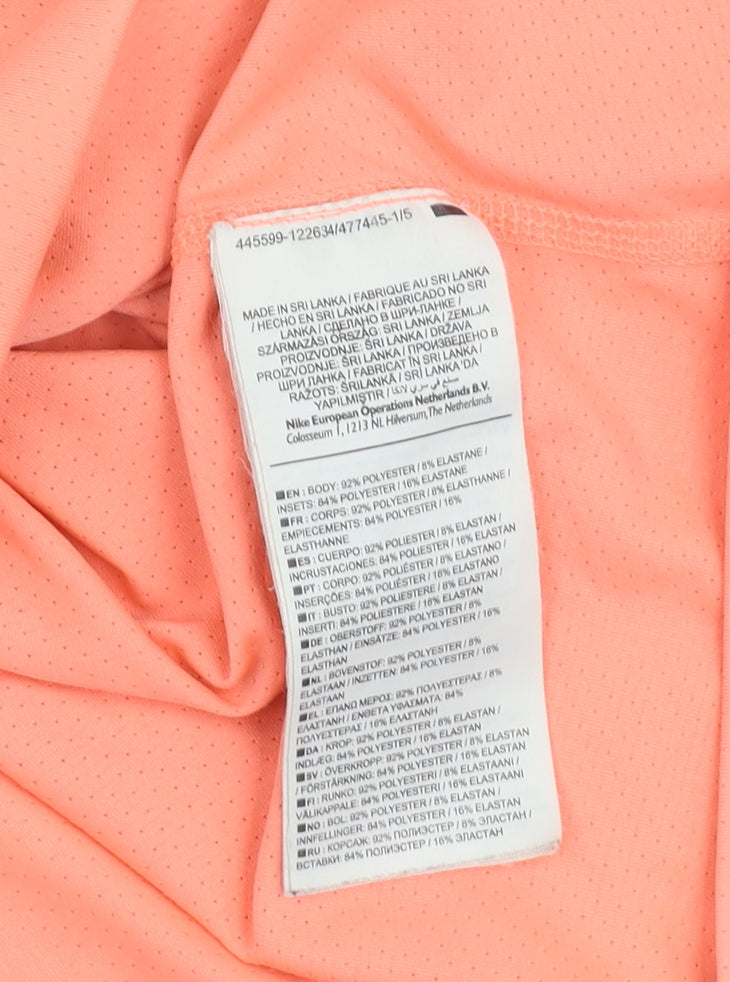 445599-122634/477445-1/5
MADE IN SRI LANKA / FABRIQUE AU SRI LANKA
/ HECHO EN SRI LANKA / FABRICADO NO SRI
LANKA / СДЕЛАНО В ШРИ-ЛАНКЕ /
SZÁRMAZÁSI ORSZÁG: SRI LANKA / ZEMLJA
PROIZVODNJE: ŠRI LANKA / DRŽAVA
PROIZVODNJE: ŠRI LANKA / ПРОИЗВЕДЕНО В
ШРИ ЛАНКА / FABRICAT ÎN SRI LANKA /
RAŽOTS: ŠRILANKĀ / SRİ LANKA 'DA
YAPILMIŞTIR / صنع في سري لانكا
Nike European Operations Netherlands B.V.
Colosseum 1, 1213 NL Hilversum, The Netherlands
EN : BODY: 92% POLYESTER / 8% ELASTANE /
INSETS: 84% POLYESTER / 16% ELASTANE
FR : CORPS: 92% POLYESTER / 8% ELASTHANNE /
EMPIECEMENTS: 84% POLYESTER / 16%
ELASTHANNE
ES : CUERPO: 92% POLIÉSTER / 8% ELASTAN /
INCRUSTACIONES: 84% POLIÉSTER / 16% ELASTAN
PT : CORPO: 92% POLIÉSTER / 8% ELASTANO /
INSERÇÕES: 84% POLIÉSTER / 16% ELASTANO
IT : BUSTO: 92% POLIESTERE / 8% ELASTAN /
INSERTI: 84% POLIESTERE / 16% ELASTAN
DE : OBERSTOFF: 92% POLYESTER / 8%
ELASTHAN / EINSÄTZE: 84% POLYESTER / 16%
ELASTHAN
NL : BOVENSTOF: 92% POLYESTER / 8%
ELASTAAN / INZETTEN: 84% POLYESTER / 16%
ELASTAAN
EL : ΕΠΑΝΩ ΜΕΡΟΣ: 92% ΠΟΛΥΕΣΤΕΡΑΣ / 8%
ΕΛΑΣΤΑΝΗ / ΕΝΘΕΤΑ ΥΦΑΣΜΑΤΑ: 84%
ΠΟΛΥΕΣΤΕΡΑΣ / 16% ΕΛΑΣΤΑΝΗ
DA : KROP: 92% POLYESTER / 8% ELASTAN /
INDLÆG: 84% POLYESTER / 16% ELASTAN
SV : ÖVERKROPP: 92% POLYESTER / 8% ELASTAN
/ FÖRSTÄRKNING: 84% POLYESTER / 16% ELASTAN
FI : RUNKO: 92% POLYESTERI / 8% ELASTAANI /
VÄLIKAPPALE: 84% POLYESTERI / 16% ELASTAANI
NO : BOL: 92% POLYESTER / 8% ELASTAN /
INNFELLINGER: 84% POLYESTER / 16% ELASTAN
RU : КОРСАЖ: 92% ПОЛИЭСТЕР / 8% ЭЛАСТАН /
ВСТАВКИ: 84% ПОЛИЭСТЕР / 16% ЭЛАСТАН